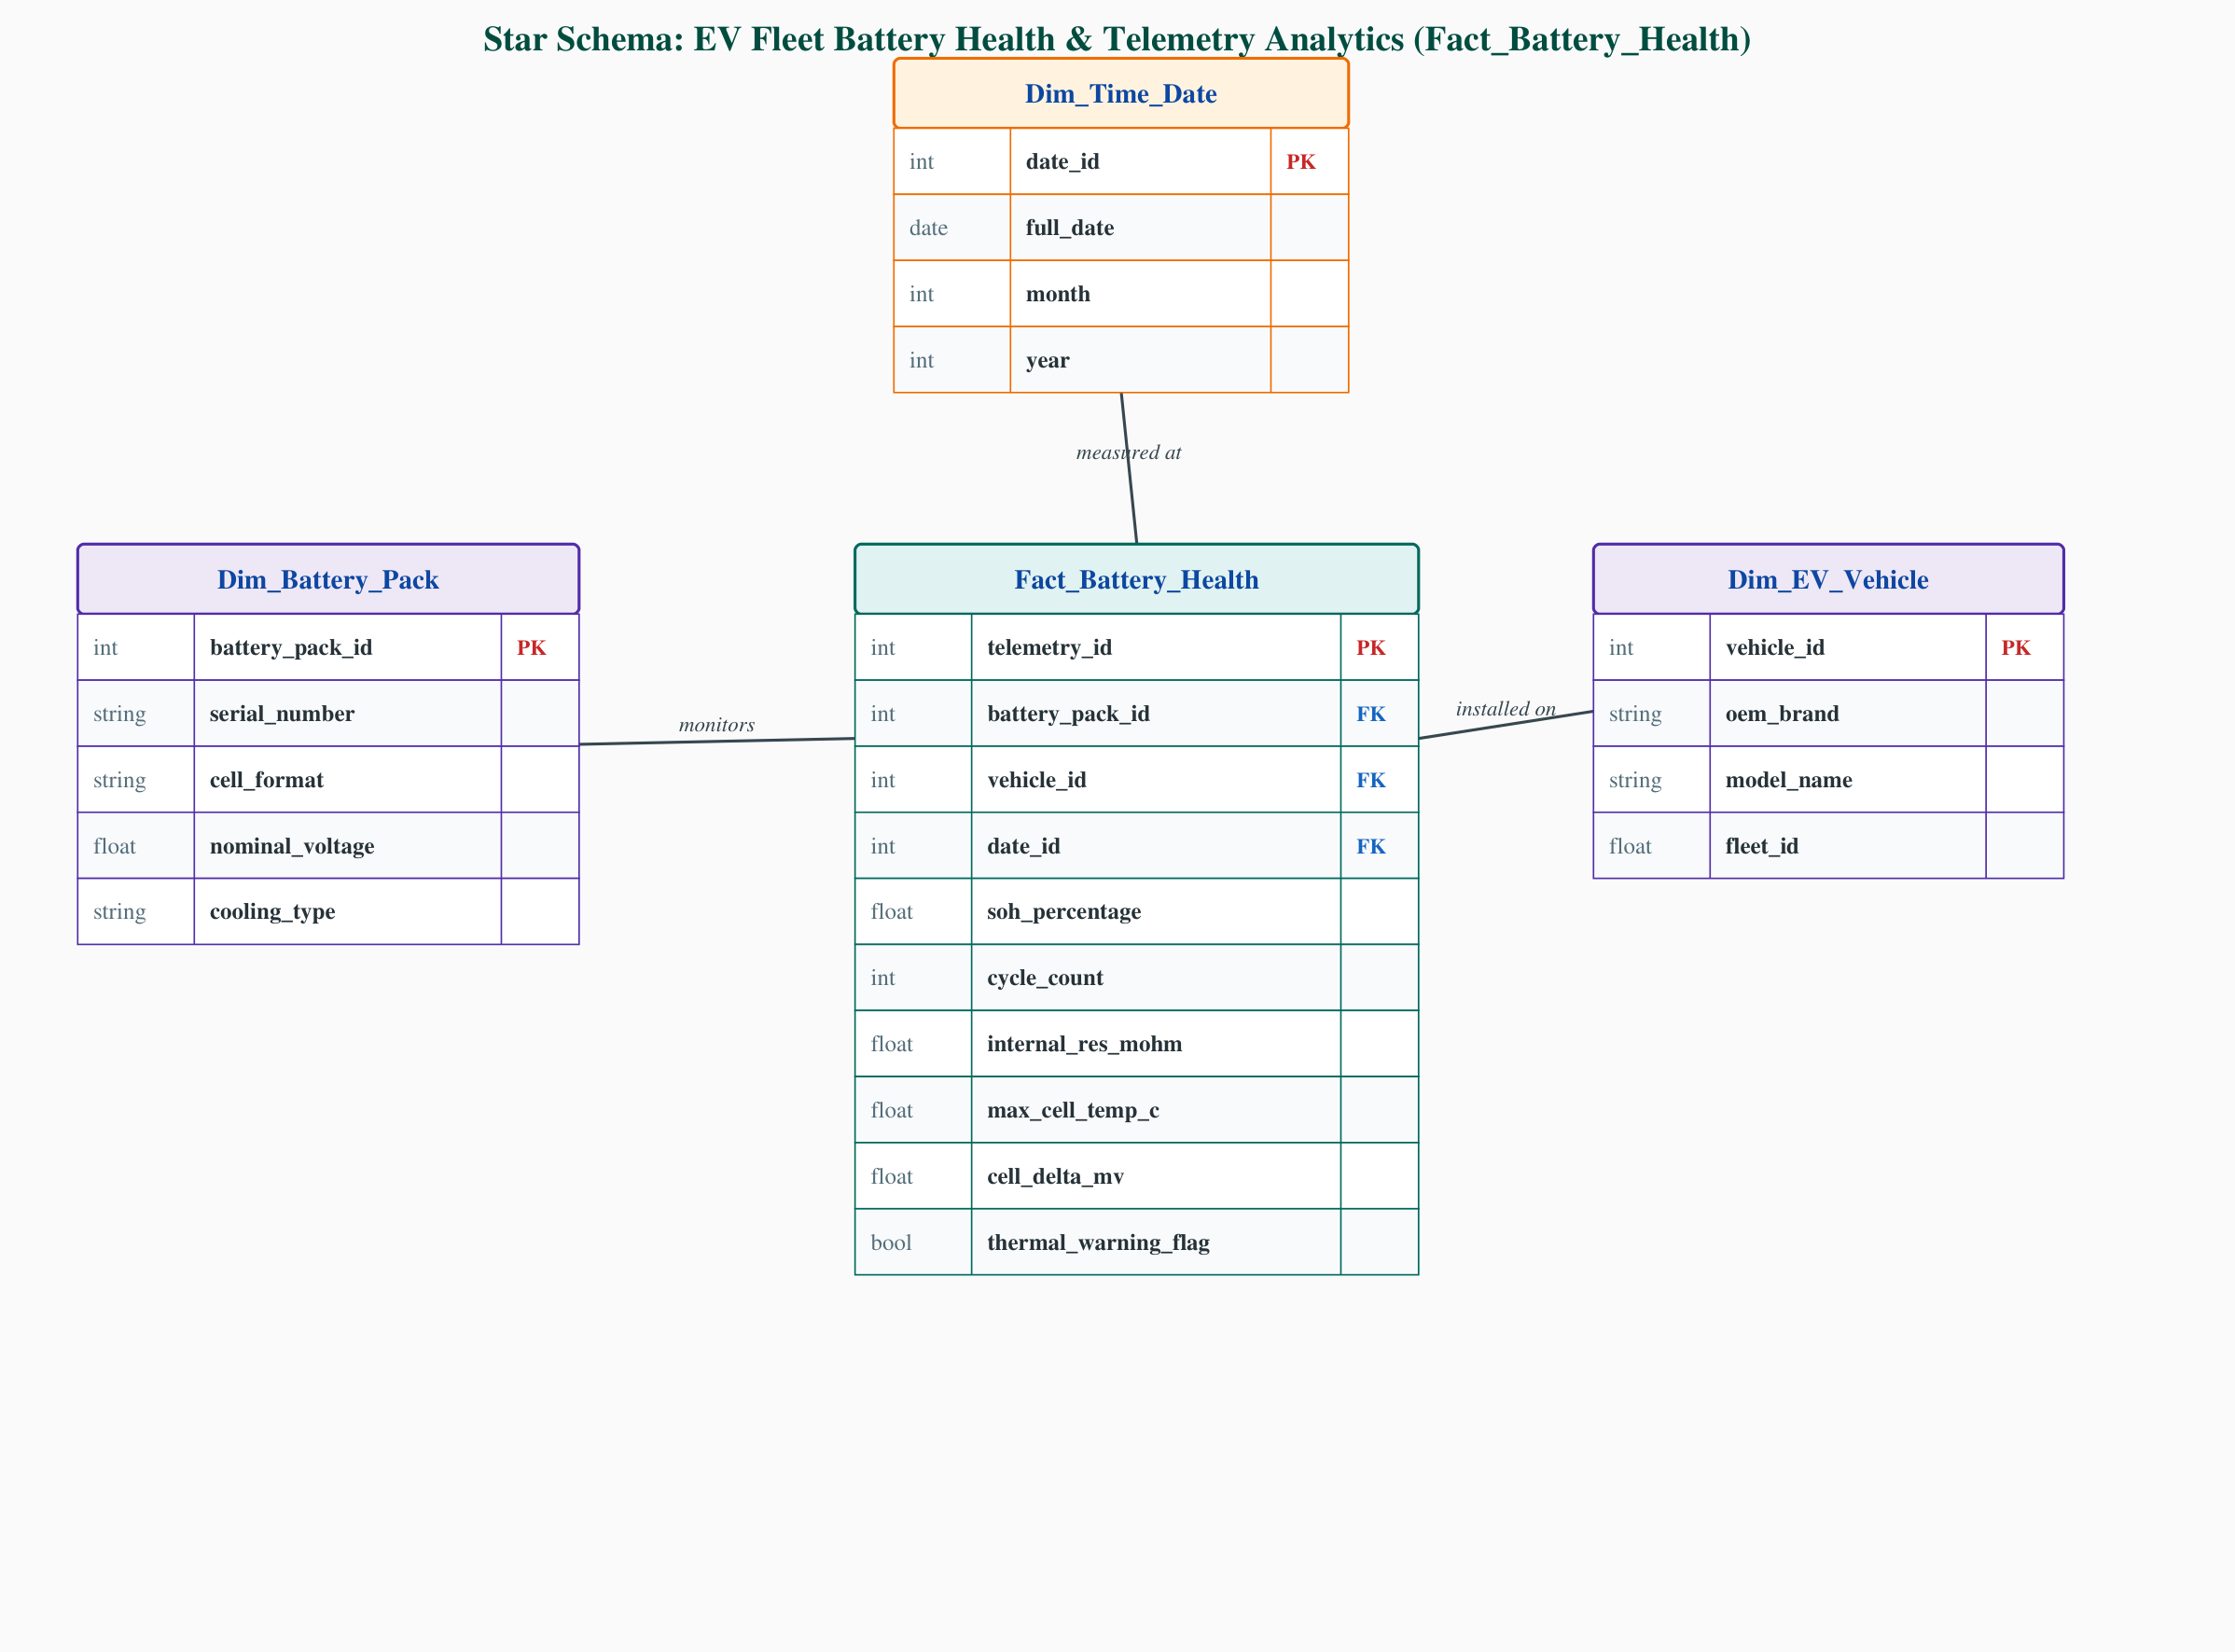 Star Schema: EV Fleet Battery Health & Telemetry Analytics (Fact_Battery_Health)
Dim_Time_Date
int date_id PK
date full_date
int month
int year
measured at
Dim_Battery_Pack
int battery_pack_id PK
string serial_number
string cell_format
float nominal_voltage
string cooling_type
monitors
Fact_Battery_Health
int telemetry_id PK
int battery_pack_id FK
int vehicle_id FK
int date_id FK
float soh_percentage
int cycle_count
float internal_res_mohm
float max_cell_temp_c
float cell_delta_mv
bool thermal_warning_flag
installed on
Dim_EV_Vehicle
int vehicle_id PK
string oem_brand
string model_name
float fleet_id